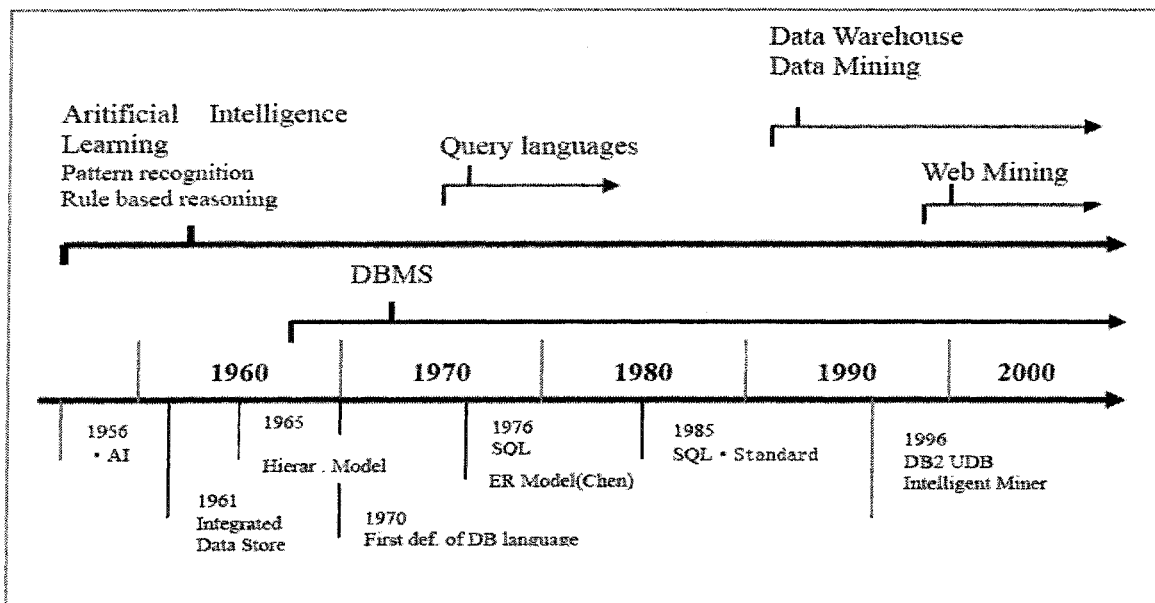 Data Warehouse
Data Mining
Aritificial Intelligence
Learning
Pattern recognition
Rule based reasoning
Query languages
Web Mining
DBMS
1960 1970 1980 1990 2000
1956
• AI
1965
Hierar . Model
1976
SQL
ER Model(Chen)
1985
SQL • Standard
1996
DB2 UDB
Intelligent Miner
1961
Integrated
Data Store
1970
First def. of DB language